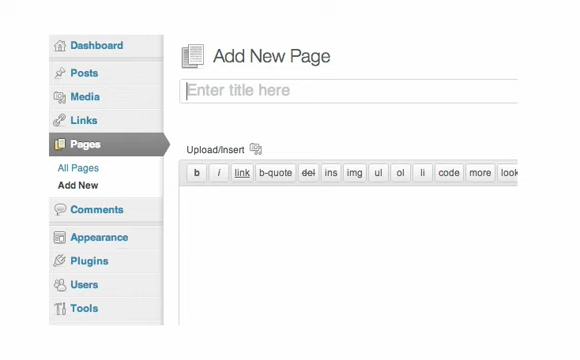 Dashboard
Posts
Media
Links
Pages
All Pages
Add New
Comments
Appearance
Plugins
Users
Tools
Add New Page
Enter title here
Upload/Insert
b i link b-quote del ins img ul ol li code more look